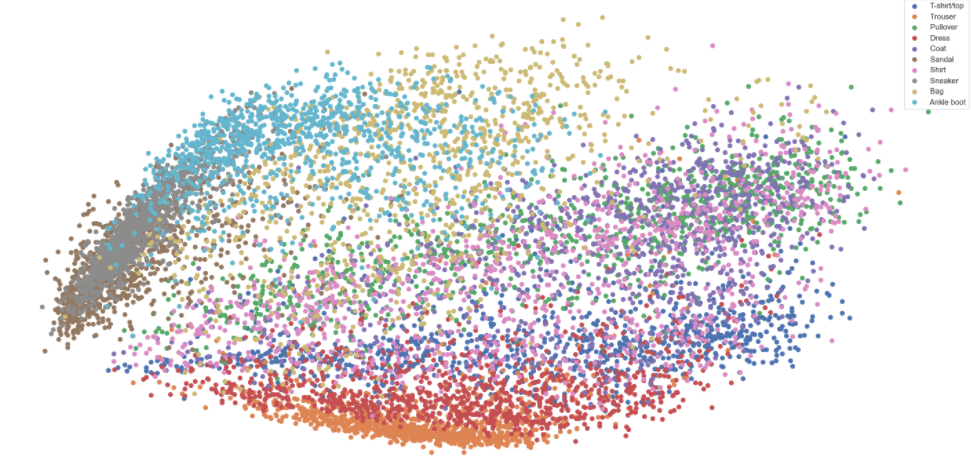 T-shirt/top
Trouser
Pullover
Dress
Coat
Sandal
Shirt
Sneaker
Bag
Ankle boot